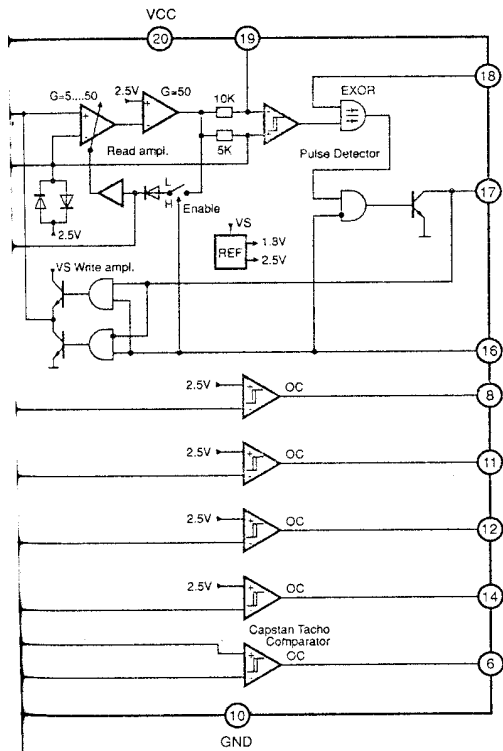 VCC
20
19
18
G=5....50
2.5V
G=50
10K
5K
EXOR
Read ampl.
Pulse Detector
17
L
H
Enable
2.5V
VS
REF
1.3V
2.5V
VS Write ampl.
16
2.5V
OC
8
2.5V
OC
11
2.5V
OC
12
2.5V
OC
14
Capstan Tacho
Comparator
OC
6
10
GND